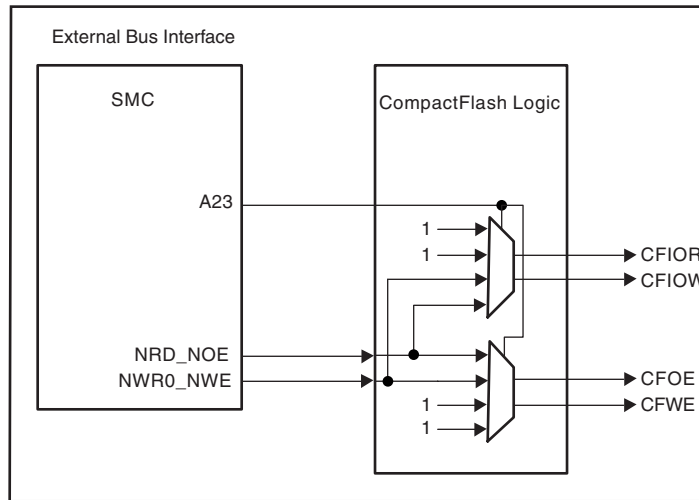 External Bus Interface
SMC
CompactFlash Logic
A23
1
1
CFIOR
CFIOW
NRD_NOE
NWR0_NWE
CFOE
CFWE
1
1